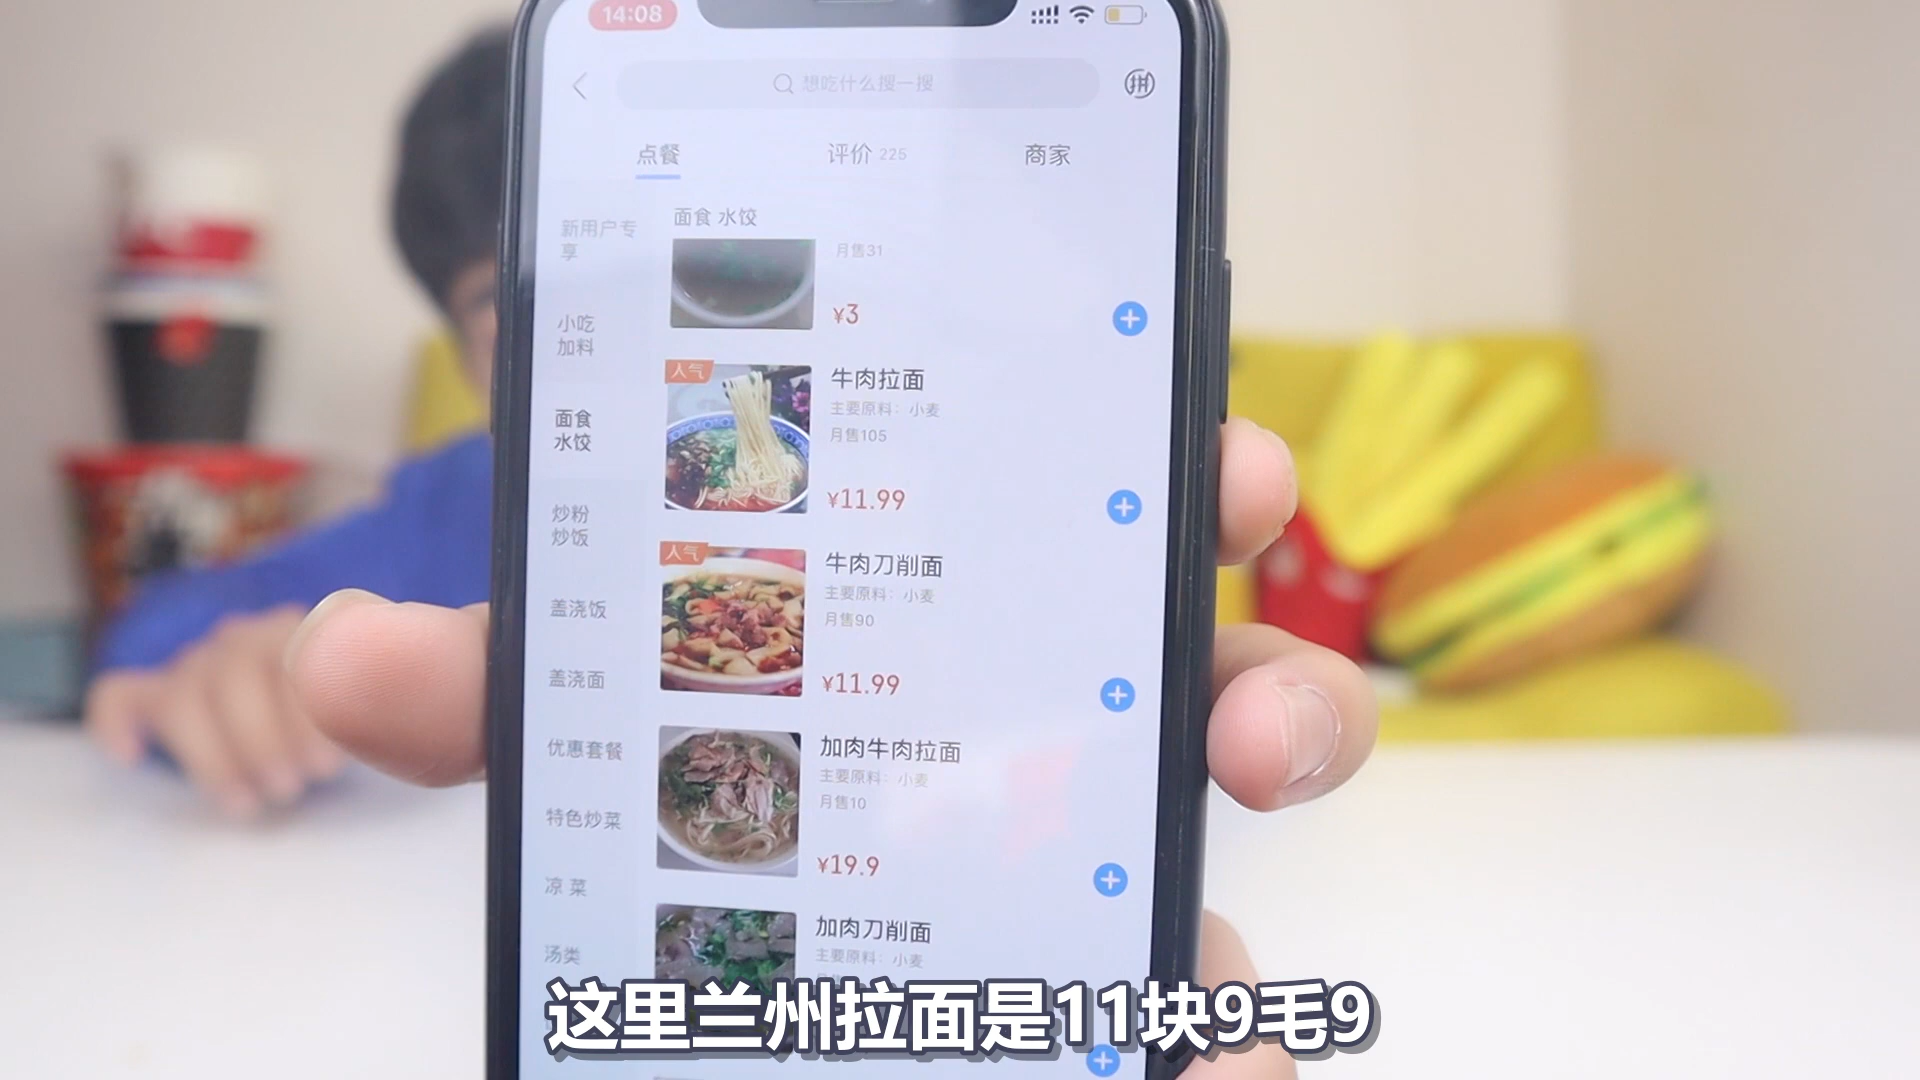 14:08
想吃什么搜一搜
拼
点餐
评价 225
商家
新用户专
享
小吃
加料
面食
水饺
炒粉
炒饭
盖浇饭
盖浇面
优惠套餐
特色炒菜
凉 菜
汤类
面食 水饺
月售31
¥3
人气
牛肉拉面
主要原料：小麦
月售105
¥11.99
人气
牛肉刀削面
主要原料：小麦
月售90
¥11.99
加肉牛肉拉面
主要原料：小麦
月售10
¥19.9
加肉刀削面
主要原料：小麦
这里兰州拉面是11块9毛9